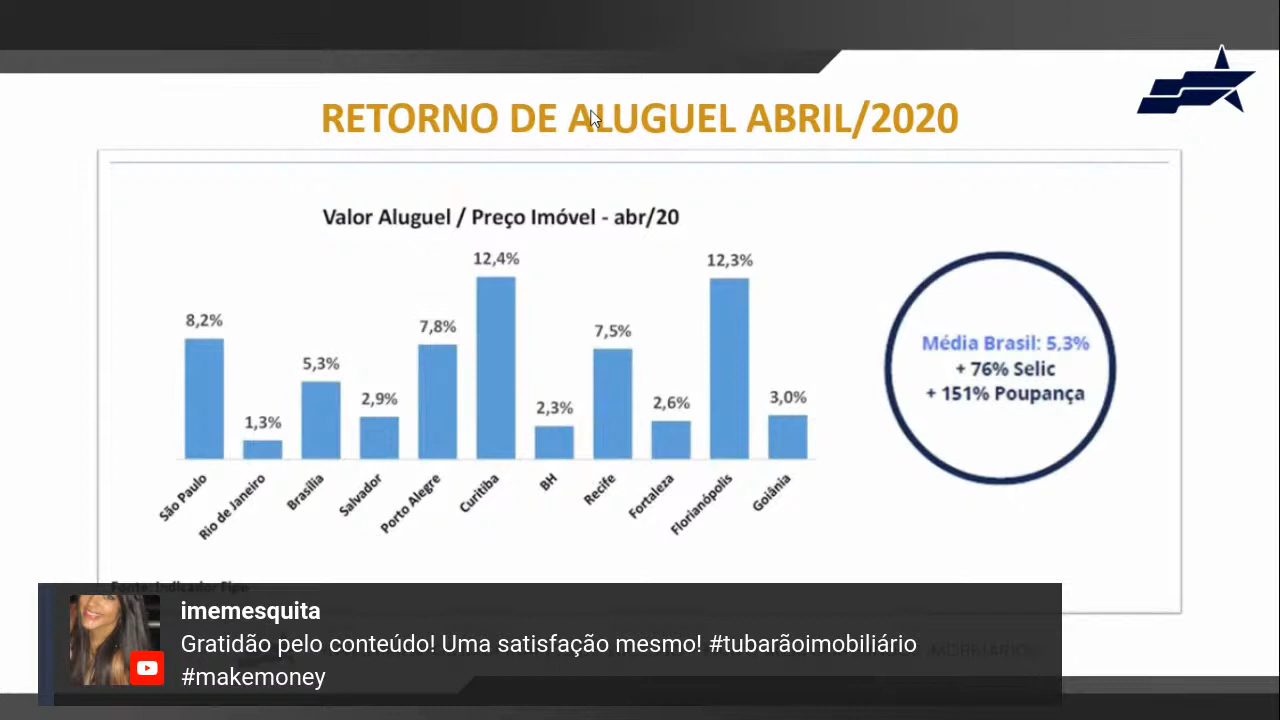 RETORNO DE ALUGUEL ABRIL/2020
Valor Aluguel / Preço Imóvel - abr/20
8,2%
1,3%
5,3%
2,9%
7,8%
12,4%
2,3%
7,5%
2,6%
12,3%
3,0%
São Paulo
Rio de Janeiro
Brasília
Salvador
Porto Alegre
Curitiba
BH
Recife
Fortaleza
Florianópolis
Goiânia
Média Brasil: 5,3%
+ 76% Selic
+ 151% Poupança
Fonte: Indicador Fipe
imemesquita
Gratidão pelo conteúdo! Uma satisfação mesmo! #tubarãoimobiliário
#makemoney